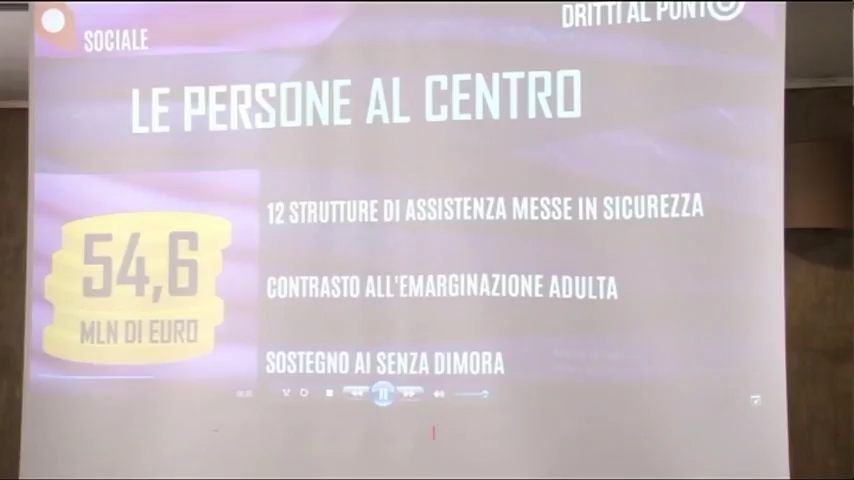 SOCIALE
DRITTI AL PUNTO
LE PERSONE AL CENTRO
54,6
MLN DI EURO
12 STRUTTURE DI ASSISTENZA MESSE IN SICUREZZA
CONTRASTO ALL'EMARGINAZIONE ADULTA
SOSTEGNO AI SENZA DIMORA